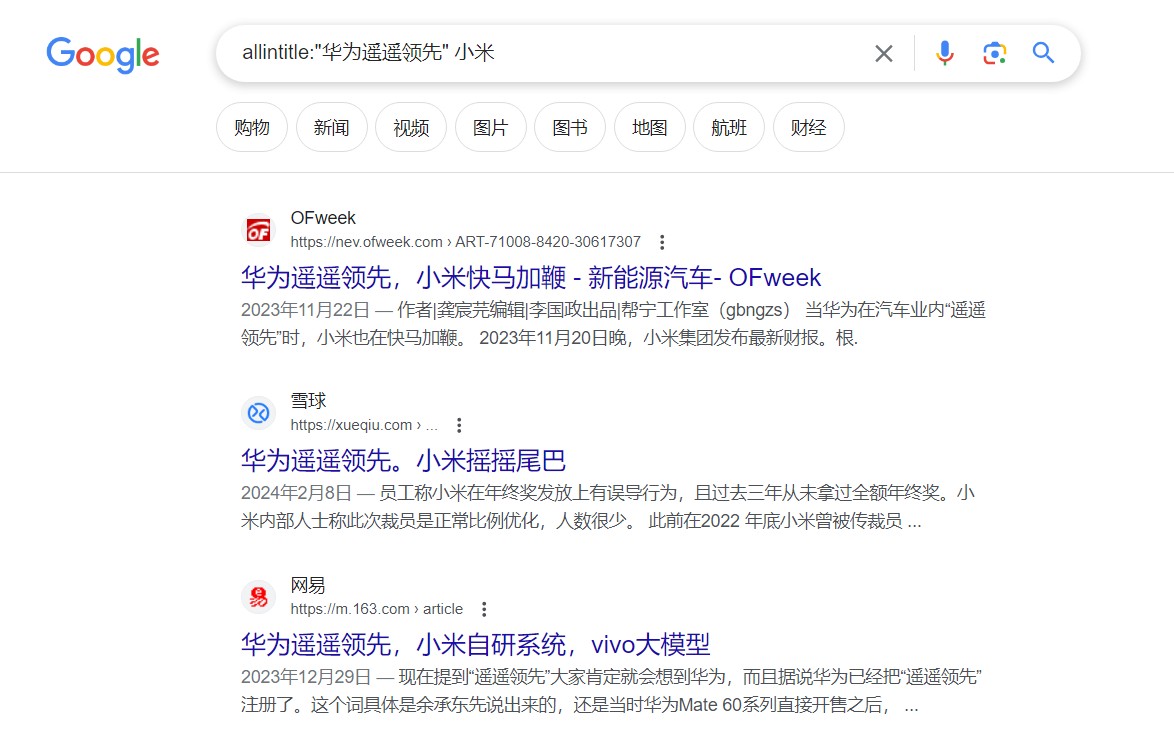 Google
allintitle:"华为遥遥领先" 小米
购物 新闻 视频 图片 图书 地图 航班 财经
OFweek
https://nev.ofweek.com › ART-71008-8420-30617307
华为遥遥领先，小米快马加鞭 - 新能源汽车- OFweek
2023年11月22日 — 作者|龚宸芫编辑|李国政出品|帮宁工作室（gbngzs） 当华为在汽车业内“遥遥
领先”时，小米也在快马加鞭。 2023年11月20日晚，小米集团发布最新财报。根.
雪球
https://xueqiu.com › ...
华为遥遥领先。小米摇摇尾巴
2024年2月8日 — 员工称小米在年终奖发放上有误导行为，且过去三年从未拿过全额年终奖。小
米内部人士称此次裁员是正常比例优化，人数很少。 此前在2022 年底小米曾被传裁员 ...
网易
https://m.163.com › article
华为遥遥领先，小米自研系统，vivo大模型
2023年12月29日 — 现在提到“遥遥领先”大家肯定就会想到华为，而且据说华为已经把“遥遥领先”
注册了。这个词具体是余承东先说出来的，还是当时华为Mate 60系列直接开售之后， ...